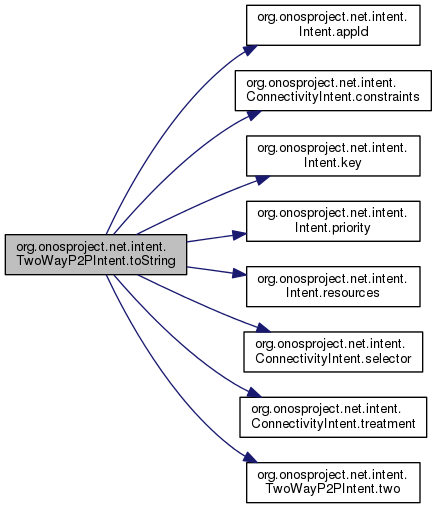 org.onosproject.net.intent.
Intent.appId
org.onosproject.net.intent.
ConnectivityIntent.constraints
org.onosproject.net.intent.
Intent.key
org.onosproject.net.intent.
Intent.priority
org.onosproject.net.intent.
TwoWayP2PIntent.toString
org.onosproject.net.intent.
Intent.resources
org.onosproject.net.intent.
ConnectivityIntent.selector
org.onosproject.net.intent.
ConnectivityIntent.treatment
org.onosproject.net.intent.
TwoWayP2PIntent.two